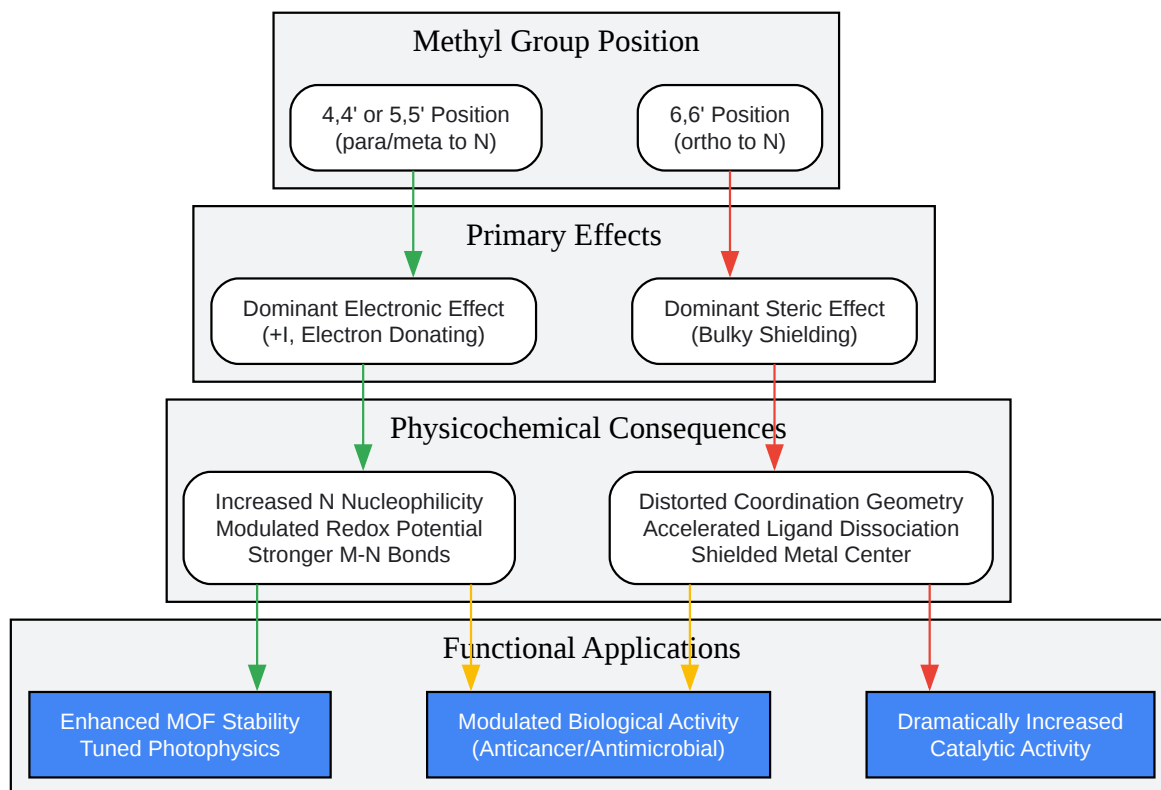 Methyl Group Position
4,4' or 5,5' Position
(para/meta to N)
6,6' Position
(ortho to N)
Primary Effects
Dominant Electronic Effect
(+I, Electron Donating)
Dominant Steric Effect
(Bulky Shielding)
Physicochemical Consequences
Increased N Nucleophilicity
Modulated Redox Potential
Stronger M-N Bonds
Distorted Coordination Geometry
Accelerated Ligand Dissociation
Shielded Metal Center
Functional Applications
Enhanced MOF Stability
Tuned Photophysics
Modulated Biological Activity
(Anticancer/Antimicrobial)
Dramatically Increased
Catalytic Activity